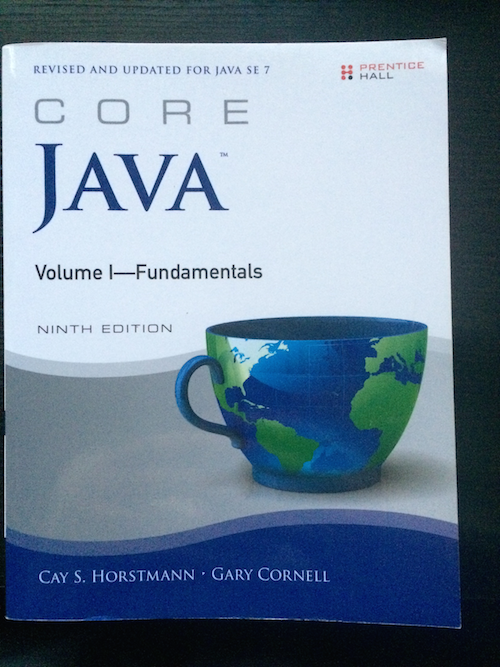 REVISED AND UPDATED FOR JAVA SE 7
PRENTICE
HALL
CORE
JAVA™
Volume I—Fundamentals
NINTH EDITION
CAY S. HORSTMANN • GARY CORNELL